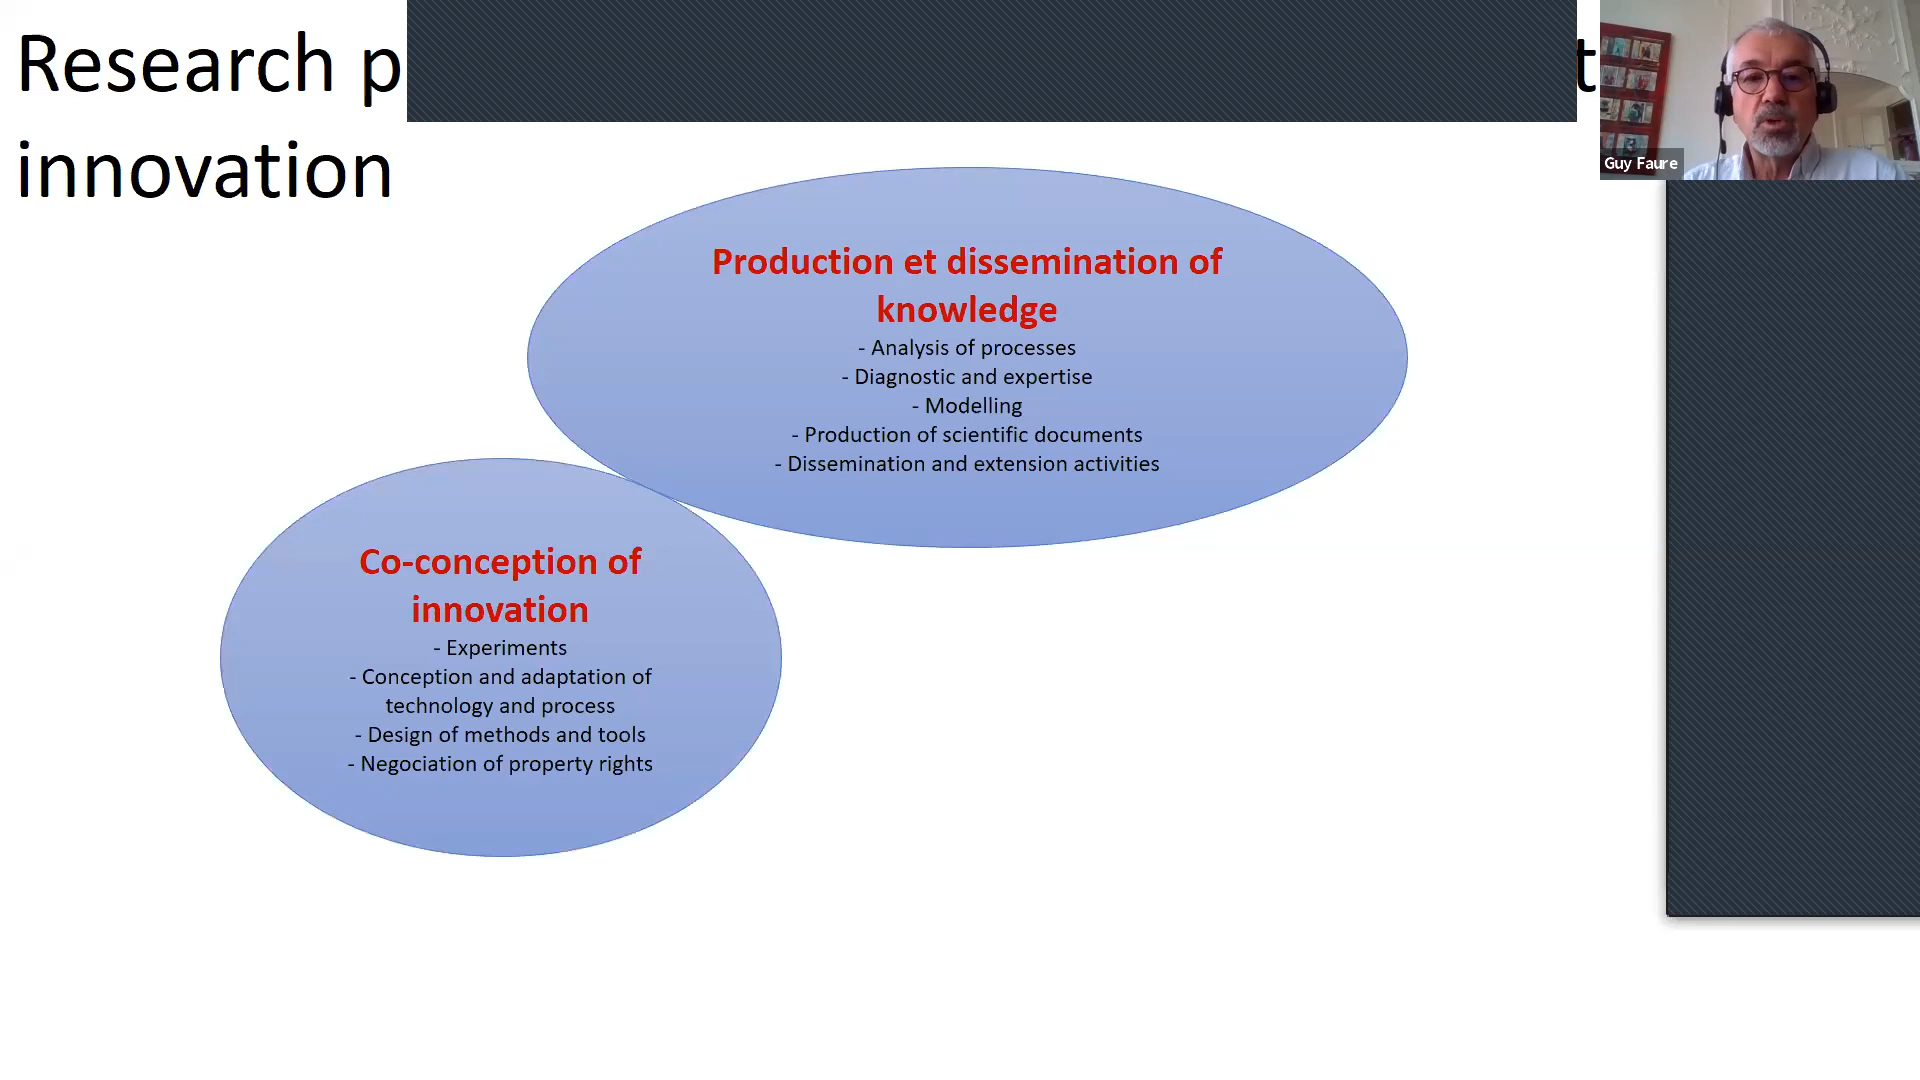 Research
innovation
Guy Faure
Production et dissemination of
knowledge
- Analysis of processes
- Diagnostic and expertise
- Modelling
- Production of scientific documents
- Dissemination and extension activities
Co-conception of
innovation
- Experiments
- Conception and adaptation of
technology and process
- Design of methods and tools
- Negociation of property rights